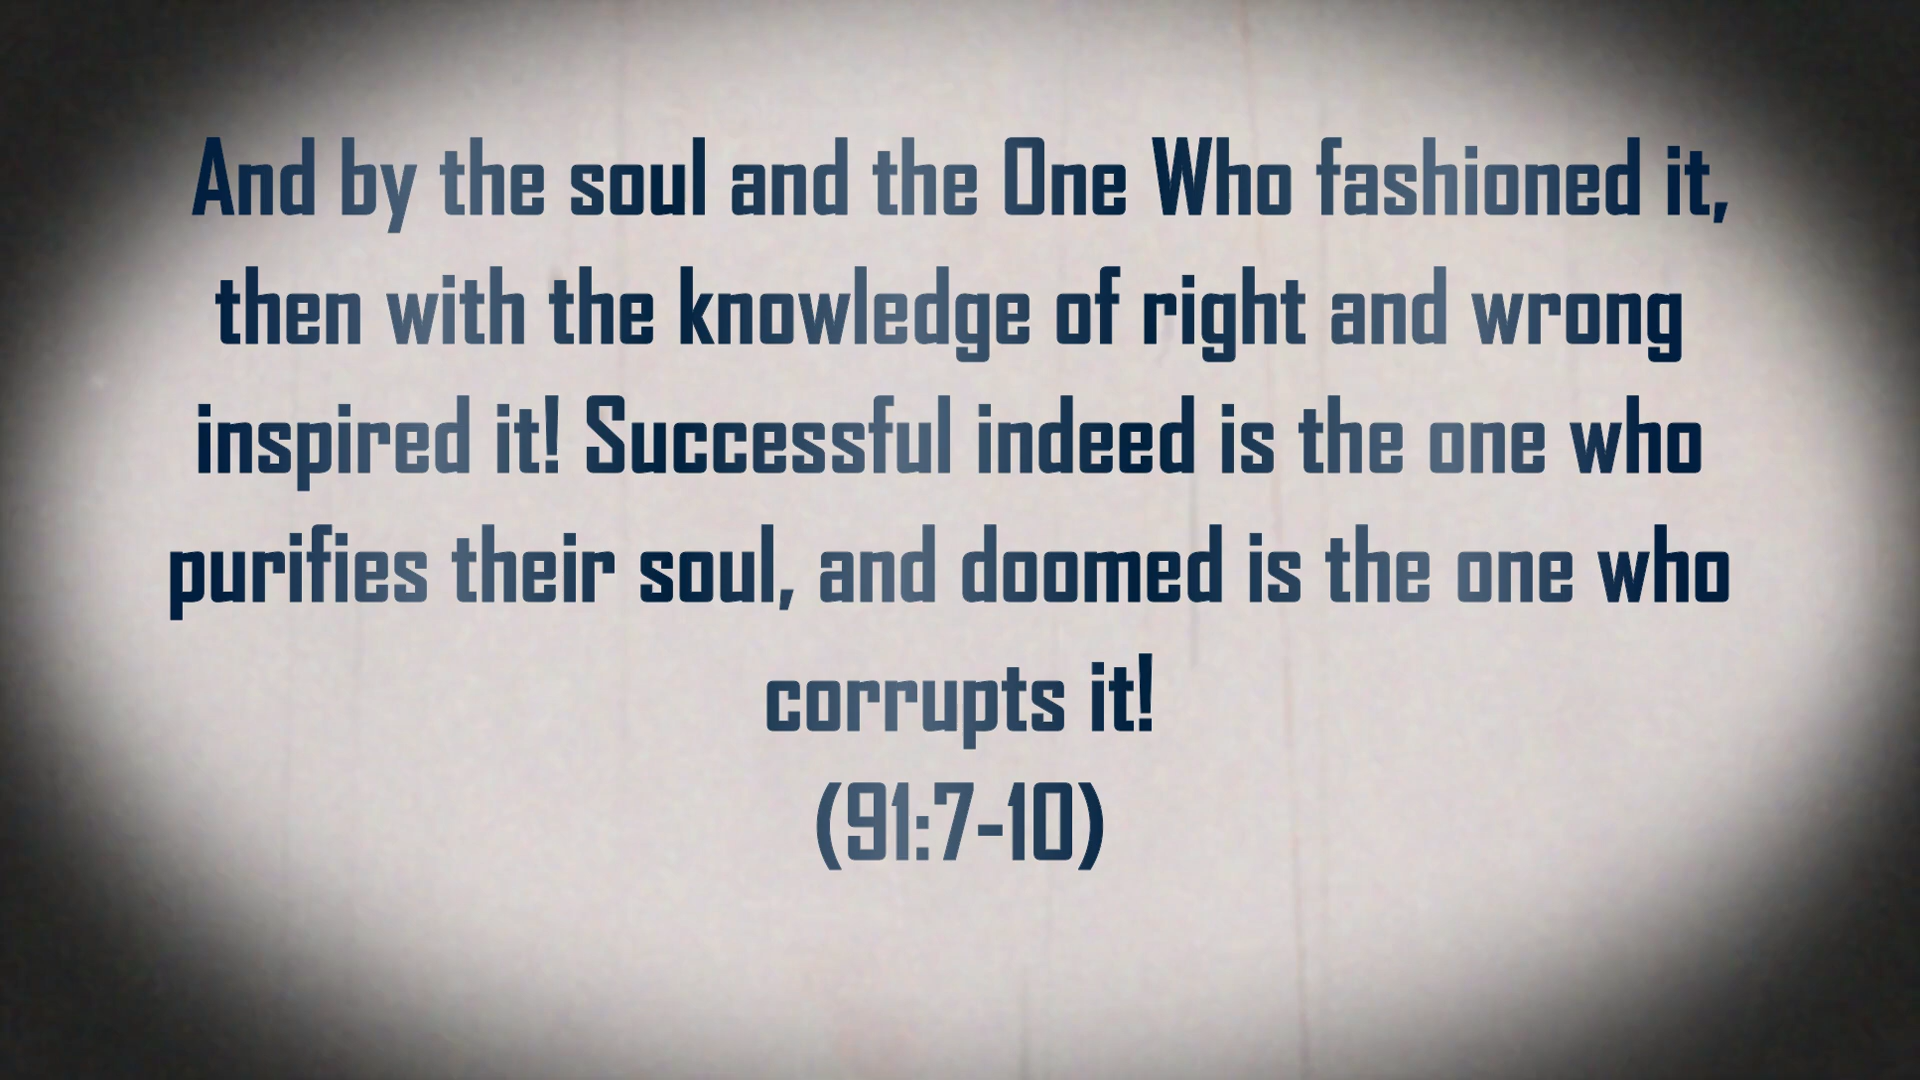 And by the soul and the One Who fashioned it,
then with the knowledge of right and wrong
inspired it! Successful indeed is the one who
purifies their soul, and doomed is the one who
corrupts it!
(91:7-10)